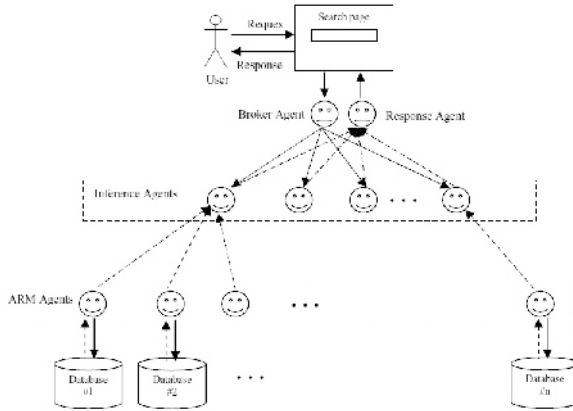 Search page
Reques
Response
User
Broker Agent
Response Agent
Inference Agents
ARM Agents
Database
#1
Database
#2
Database
#n